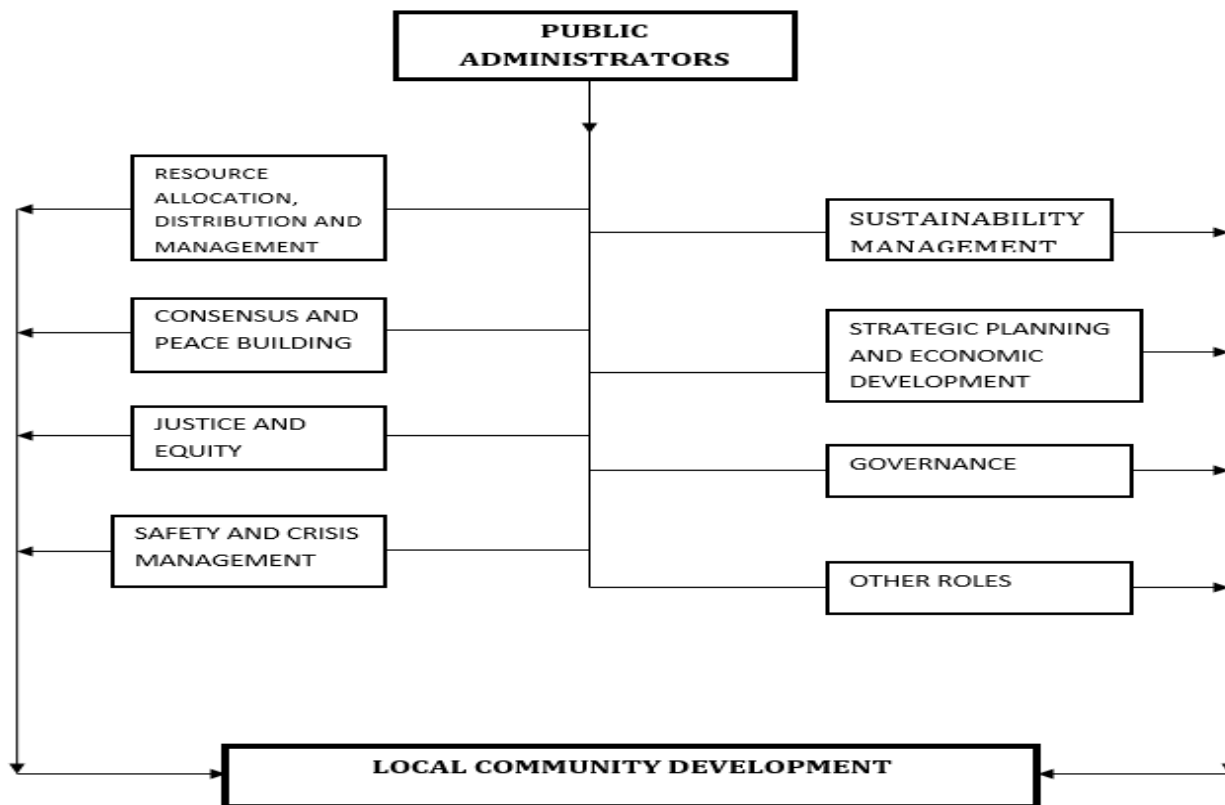 PUBLIC
ADMINISTRATORS
RESOURCE
ALLOCATION,
DISTRIBUTION AND
MANAGEMENT
CONSENSUS AND
PEACE BUILDING
JUSTICE AND
EQUITY
SAFETY AND CRISIS
MANAGEMENT
SUSTAINABILITY
MANAGEMENT
STRATEGIC PLANNING
AND ECONOMIC
DEVELOPMENT
GOVERNANCE
OTHER ROLES
LOCAL COMMUNITY DEVELOPMENT